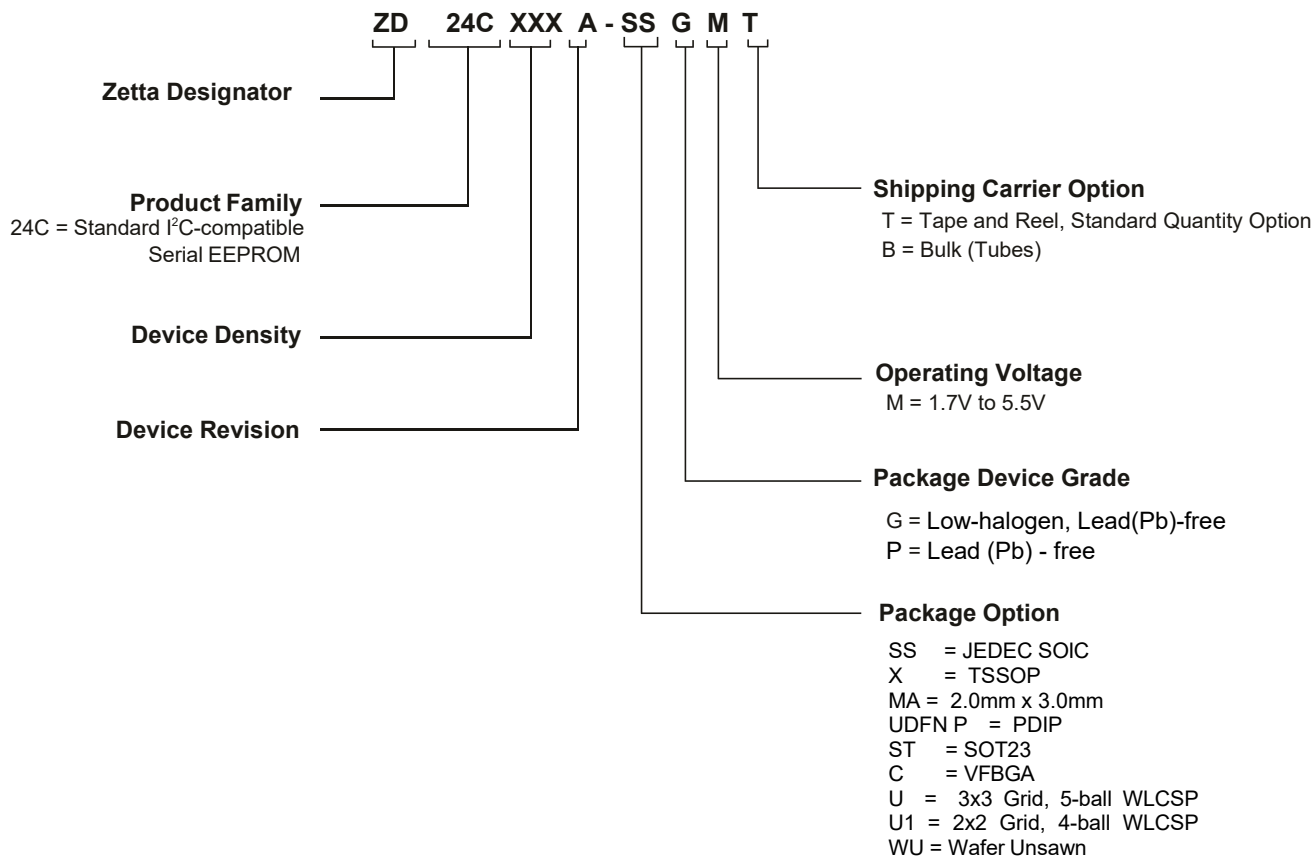 ZD 24C XXX A - SS G M T
Zetta Designator
Product Family
24C = Standard I²C-compatible
Serial EEPROM
Device Density
Device Revision
Shipping Carrier Option
T = Tape and Reel, Standard Quantity Option
B = Bulk (Tubes)
Operating Voltage
M = 1.7V to 5.5V
Package Device Grade
G = Low-halogen, Lead(Pb)-free
P = Lead (Pb) - free
Package Option
SS = JEDEC SOIC
X = TSSOP
MA = 2.0mm x 3.0mm
UDFN P = PDIP
ST = SOT23
C = VFBGA
U = 3x3 Grid, 5-ball WLCSP
U1 = 2x2 Grid, 4-ball WLCSP
WU = Wafer Unsawn